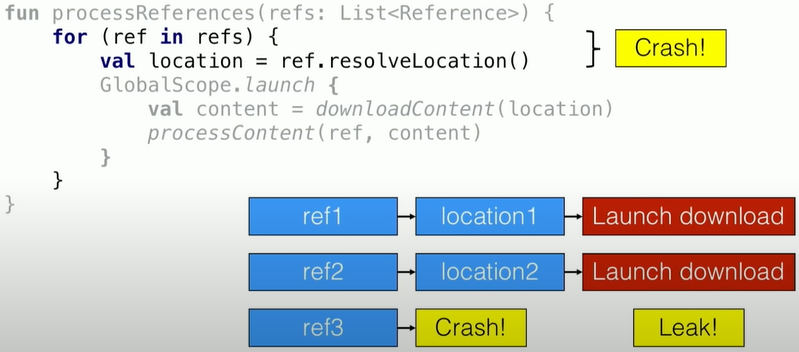 fun processReferences(refs: List<Reference>) {
    for (ref in refs) {
        val location = ref.resolveLocation()
        GlobalScope.launch {
            val content = downloadContent(location)
            processContent(ref, content)
        }
    }
}
Crash!
ref1 location1 Launch download
ref2 location2 Launch download
ref3 Crash! Leak!